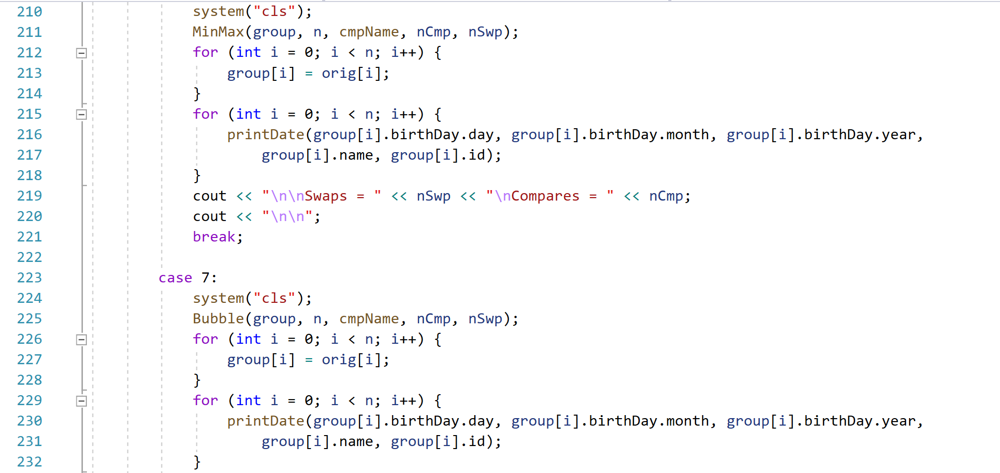 210 system("cls");
211 MinMax(group, n, cmpName, nCmp, nSwp);
212 for (int i = 0; i < n; i++) {
213 group[i] = orig[i];
214 }
215 for (int i = 0; i < n; i++) {
216 printDate(group[i].birthDay.day, group[i].birthDay.month, group[i].birthDay.year,
217 group[i].name, group[i].id);
218 }
219 cout << "\n\nSwaps = " << nSwp << "\nCompares = " << nCmp;
220 cout << "\n\n";
221 break;
222
223 case 7:
224 system("cls");
225 Bubble(group, n, cmpName, nCmp, nSwp);
226 for (int i = 0; i < n; i++) {
227 group[i] = orig[i];
228 }
229 for (int i = 0; i < n; i++) {
230 printDate(group[i].birthDay.day, group[i].birthDay.month, group[i].birthDay.year,
231 group[i].name, group[i].id);
232 }